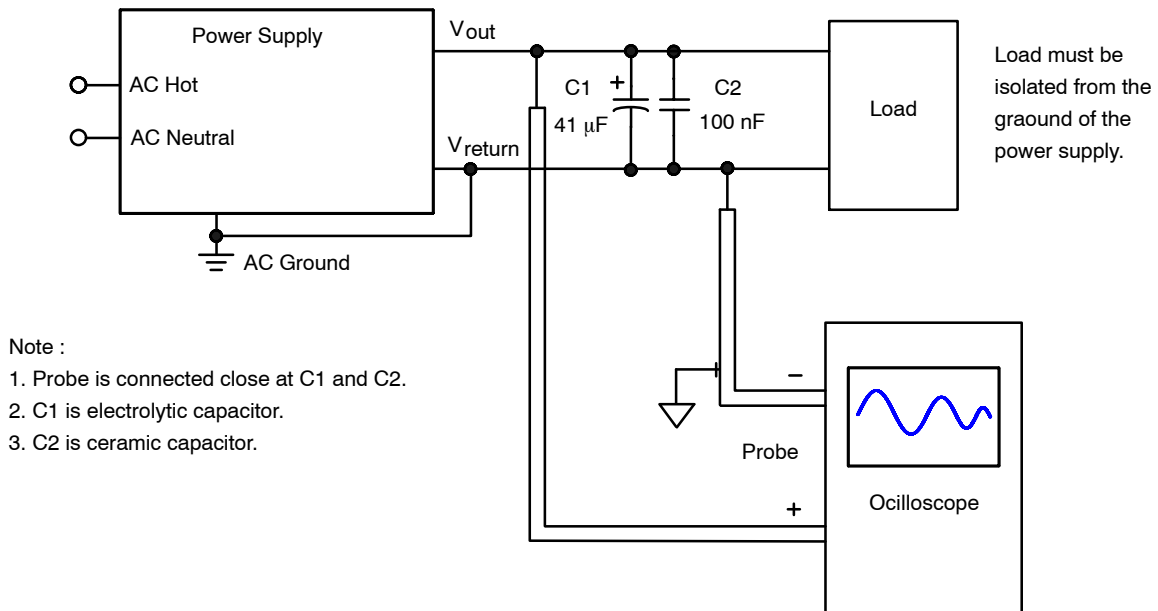 Power Supply
AC Hot
AC Neutral
Vout
Vreturn
AC Ground
C1
+
41 μF
C2
100 nF
Load
Load must be
isolated from the
graound of the
power supply.
Note :
1. Probe is connected close at C1 and C2.
2. C1 is electrolytic capacitor.
3. C2 is ceramic capacitor.
−
Probe
+
Ocilloscope